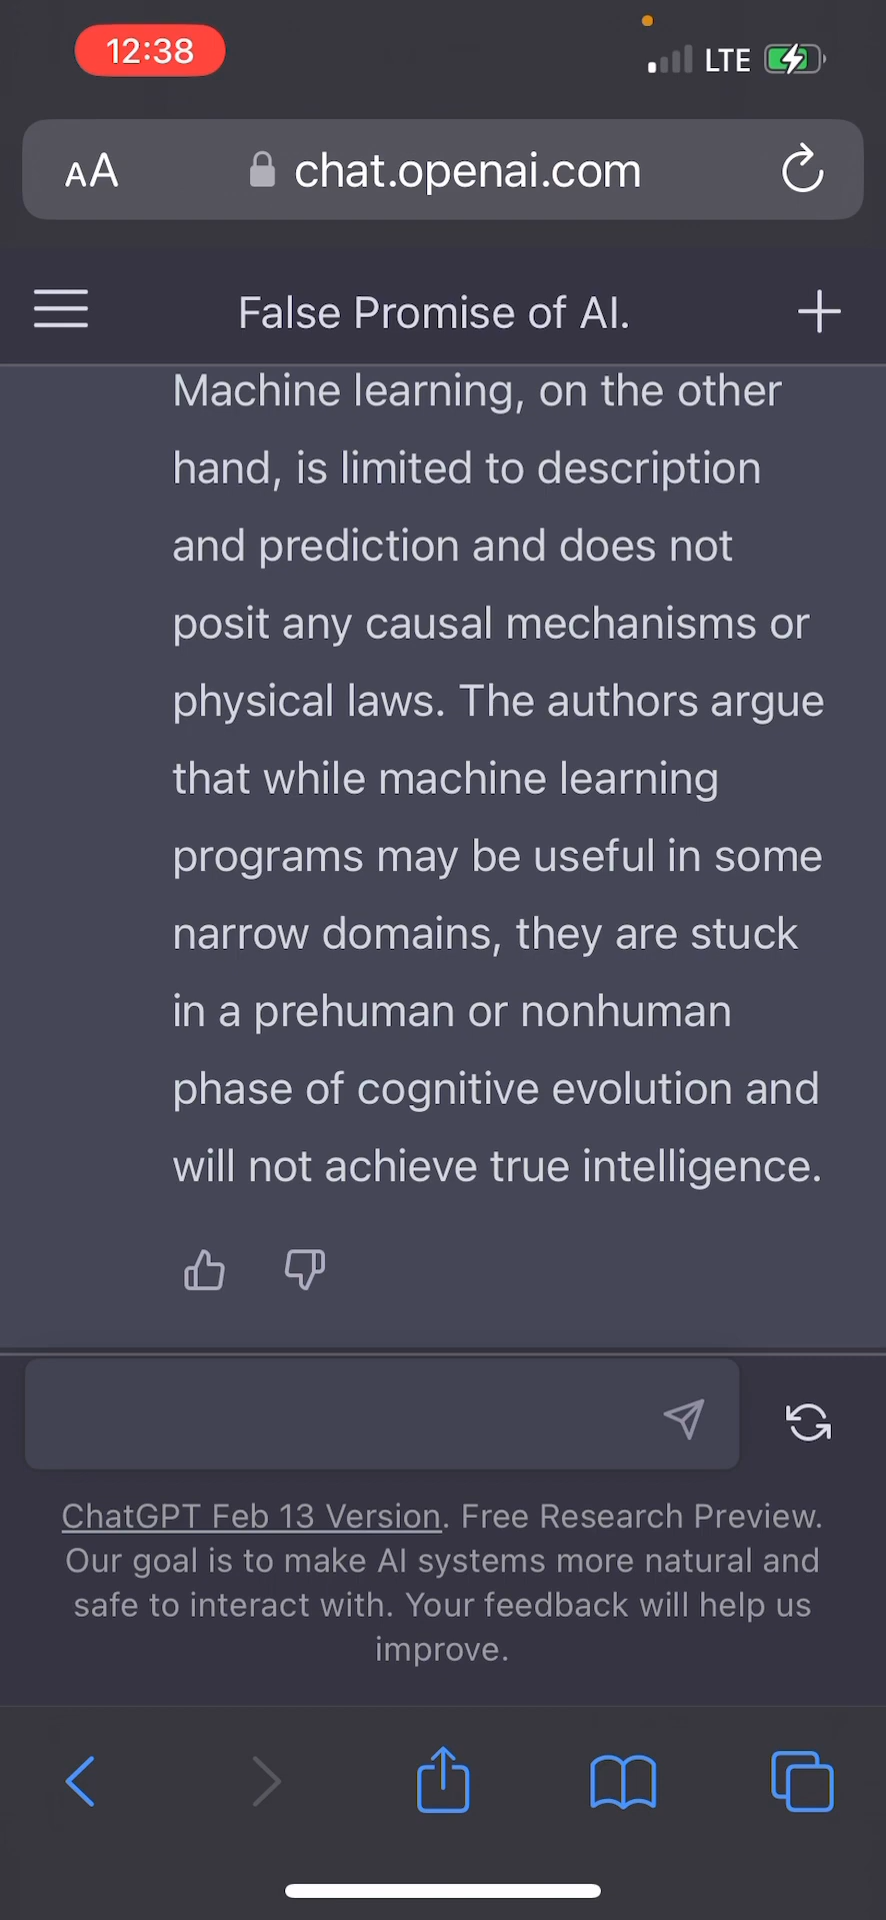 12:38
LTE
AA
chat.openai.com
False Promise of AI.
Machine learning, on the other
hand, is limited to description
and prediction and does not
posit any causal mechanisms or
physical laws. The authors argue
that while machine learning
programs may be useful in some
narrow domains, they are stuck
in a prehuman or nonhuman
phase of cognitive evolution and
will not achieve true intelligence.
ChatGPT Feb 13 Version. Free Research Preview.
Our goal is to make AI systems more natural and
safe to interact with. Your feedback will help us
improve.